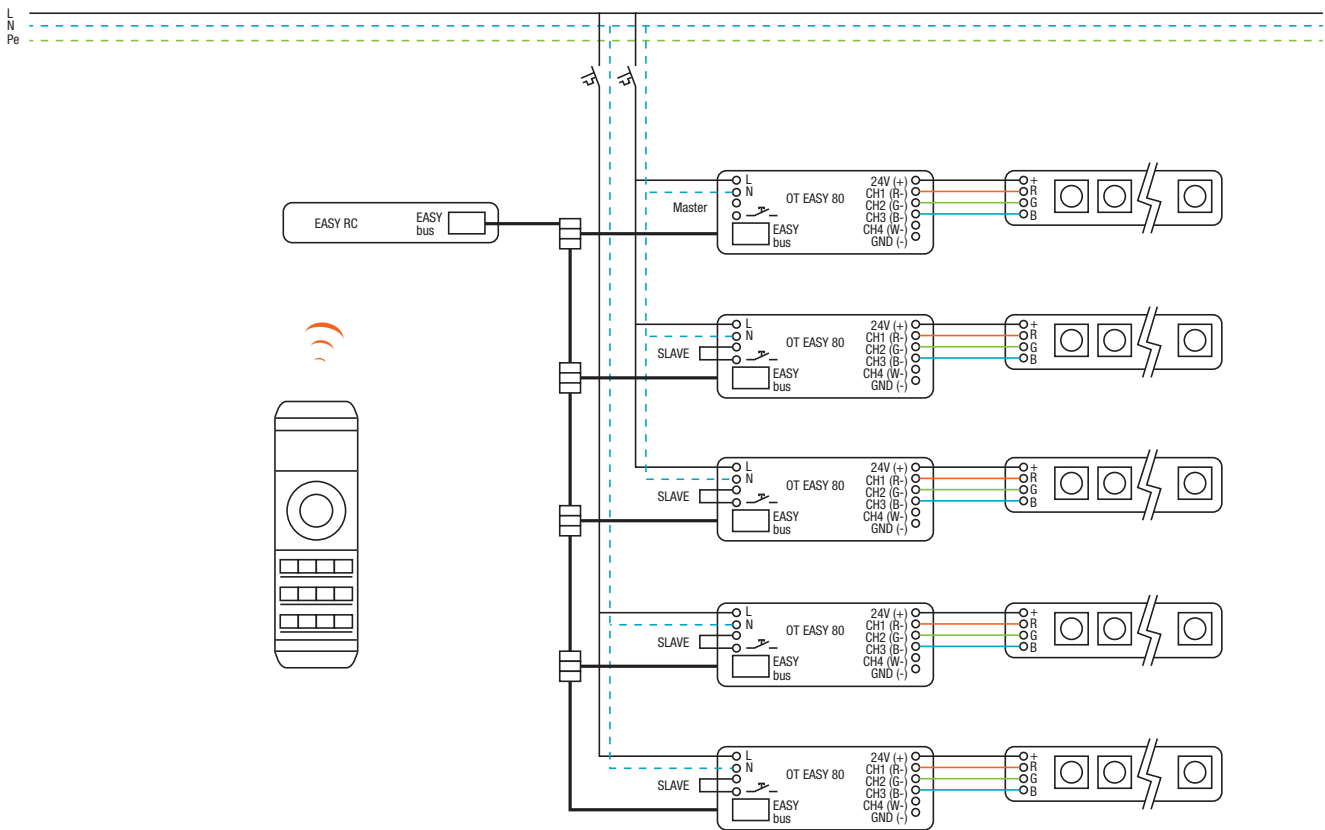 L
N
Pe
EASY RC
EASY
bus
Master
L
N
OT EASY 80
EASY
bus
24V (+)
CH1 (R-)
CH2 (G-)
CH3 (B-)
CH4 (W-)
GND (-)
+
R
G
B
SLAVE
L
N
OT EASY 80
EASY
bus
24V (+)
CH1 (R-)
CH2 (G-)
CH3 (B-)
CH4 (W-)
GND (-)
+
R
G
B
SLAVE
L
N
OT EASY 80
EASY
bus
24V (+)
CH1 (R-)
CH2 (G-)
CH3 (B-)
CH4 (W-)
GND (-)
+
R
G
B
SLAVE
L
N
OT EASY 80
EASY
bus
24V (+)
CH1 (R-)
CH2 (G-)
CH3 (B-)
CH4 (W-)
GND (-)
+
R
G
B
SLAVE
L
N
OT EASY 80
EASY
bus
24V (+)
CH1 (R-)
CH2 (G-)
CH3 (B-)
CH4 (W-)
GND (-)
+
R
G
B